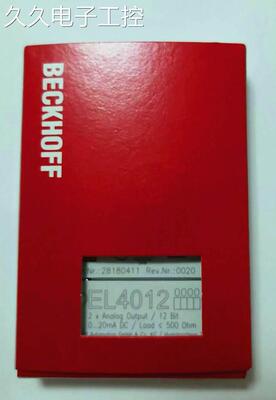 久久电子工控
BECKHOFF
Nr.: 28180411 Rev.Nr.:0020
EL4012 0000
2 x Analog Output / 12 Bit
0...20mA DC / Load < 500 Ohm